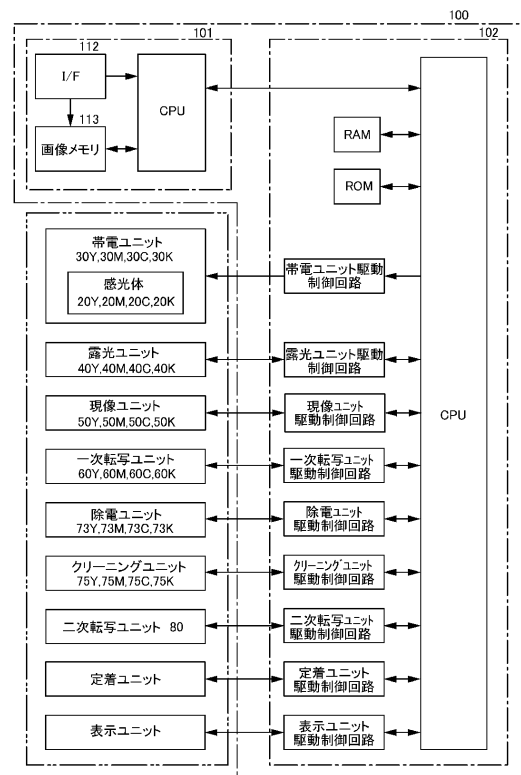 100
101
102
112
I/F
CPU
113
画像メモリ
RAM
ROM
CPU
帯電ユニット
30Y,30M,30C,30K
感光体
20Y,20M,20C,20K
帯電ユニット駆動
制御回路
露光ユニット
40Y,40M,40C,40K
露光ユニット駆動
制御回路
現像ユニット
50Y,50M,50C,50K
現像ユニット
駆動制御回路
一次転写ユニット
60Y,60M,60C,60K
一次転写ユニット
駆動制御回路
除電ユニット
73Y,73M,73C,73K
除電ユニット
駆動制御回路
クリーニングユニット
75Y,75M,75C,75K
クリーニングユニット
駆動制御回路
二次転写ユニット 80
二次転写ユニット
駆動制御回路
定着ユニット
定着ユニット
駆動制御回路
表示ユニット
表示ユニット
駆動制御回路